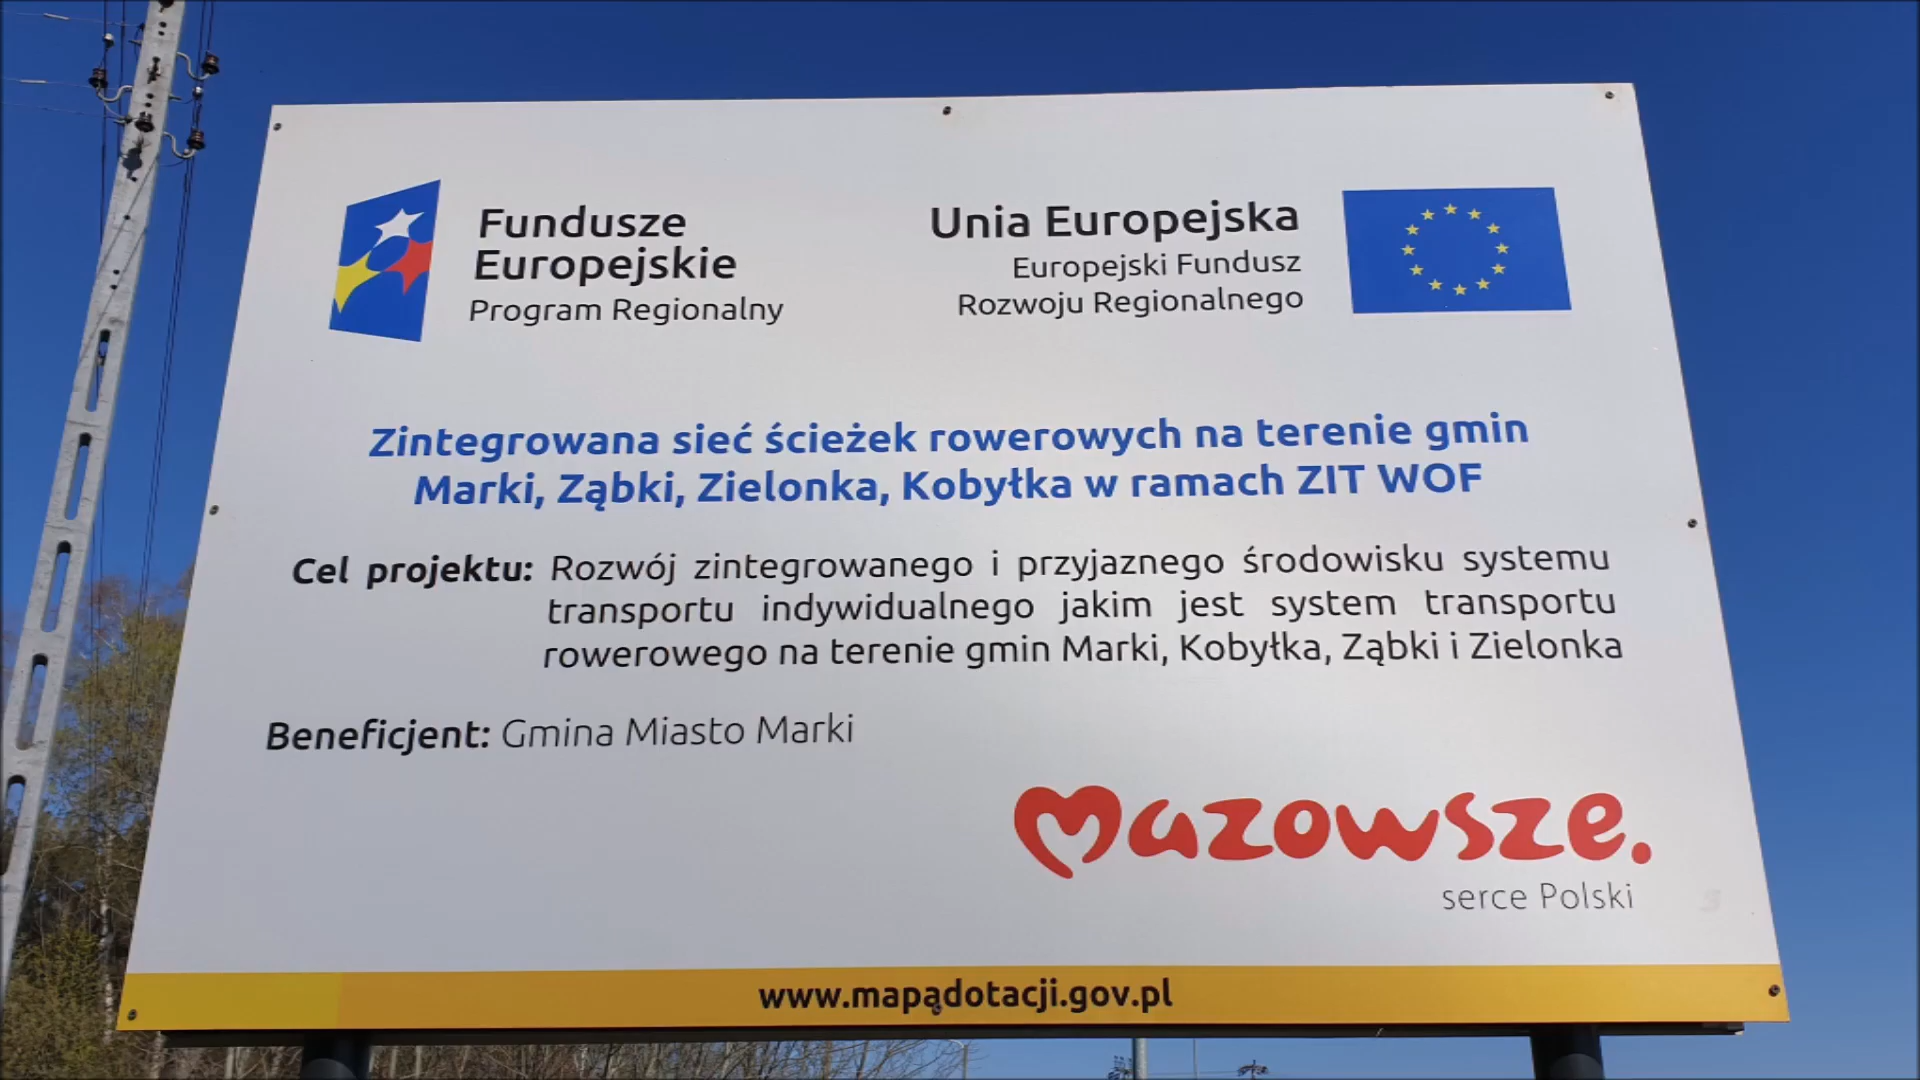 Fundusze
Europejskie
Program Regionalny
Unia Europejska
Europejski Fundusz
Rozwoju Regionalnego
Zintegrowana sieć ścieżek rowerowych na terenie gmin
Marki, Ząbki, Zielonka, Kobyłka w ramach ZIT WOF
Cel projektu: Rozwój zintegrowanego i przyjaznego środowisku systemu
transportu indywidualnego jakim jest system transportu
rowerowego na terenie gmin Marki, Kobyłka, Ząbki i Zielonka
Beneficjent: Gmina Miasto Marki
mazowsze.
serce Polski
www.mapadotacji.gov.pl